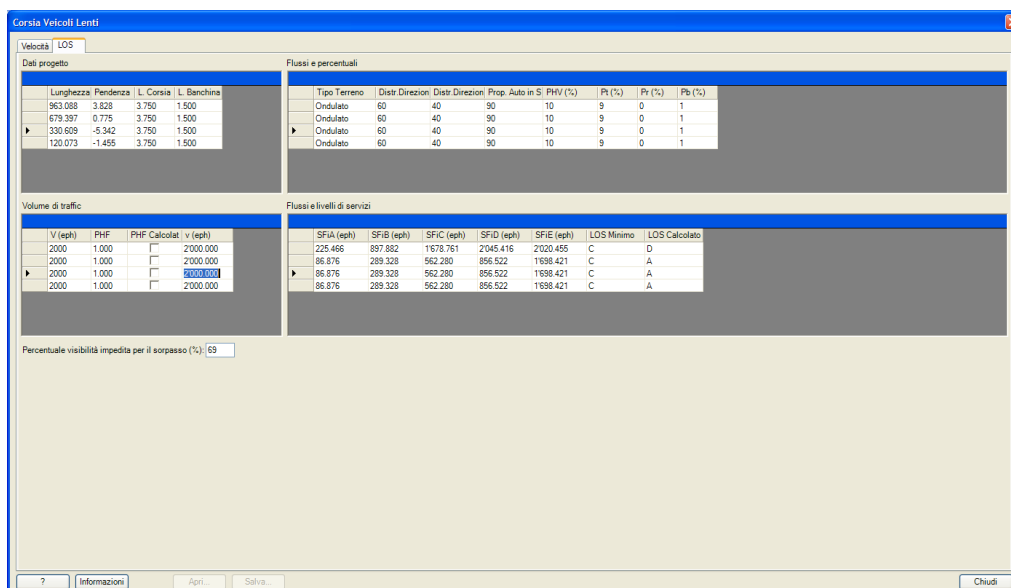 Corsia Veicoli Lenti
Velocità LOS
Dati progetto
Lunghezza Pendenza L. Corsia L. Banchina
963.088 3.828 3.750 1.500
679.397 0.775 3.750 1.500
330.609 -5.342 3.750 1.500
120.073 -1.455 3.750 1.500
Flussi e percentuali
Tipo Terreno Distr.Direzion Distr.Direzion Prop. Auto in S PHV (%) Pt (%) Pr (%) Pb (%)
Ondulato 60 40 90 10 9 0 1
Ondulato 60 40 90 10 9 0 1
Ondulato 60 40 90 10 9 0 1
Ondulato 60 40 90 10 9 0 1
Volume di traffico
V (eph) PHF PHF Calcolat v (eph)
2000 1.000 2'000.000
2000 1.000 2'000.000
2000 1.000 2'000.000
2000 1.000 2'000.000
Flussi e livelli di servizi
SFiA (eph) SFiB (eph) SFiC (eph) SFiD (eph) SFiE (eph) LOS Minimo LOS Calcolato
225.466 897.882 1'678.761 2'045.416 2'020.455 C D
86.876 289.328 562.280 856.522 1'698.421 C A
86.876 289.328 562.280 856.522 1'698.421 C A
86.876 289.328 562.280 856.522 1'698.421 C A
Percentuale visibilità impedita per il sorpasso (%): 69
? Informazioni Apri... Salva... Chiudi